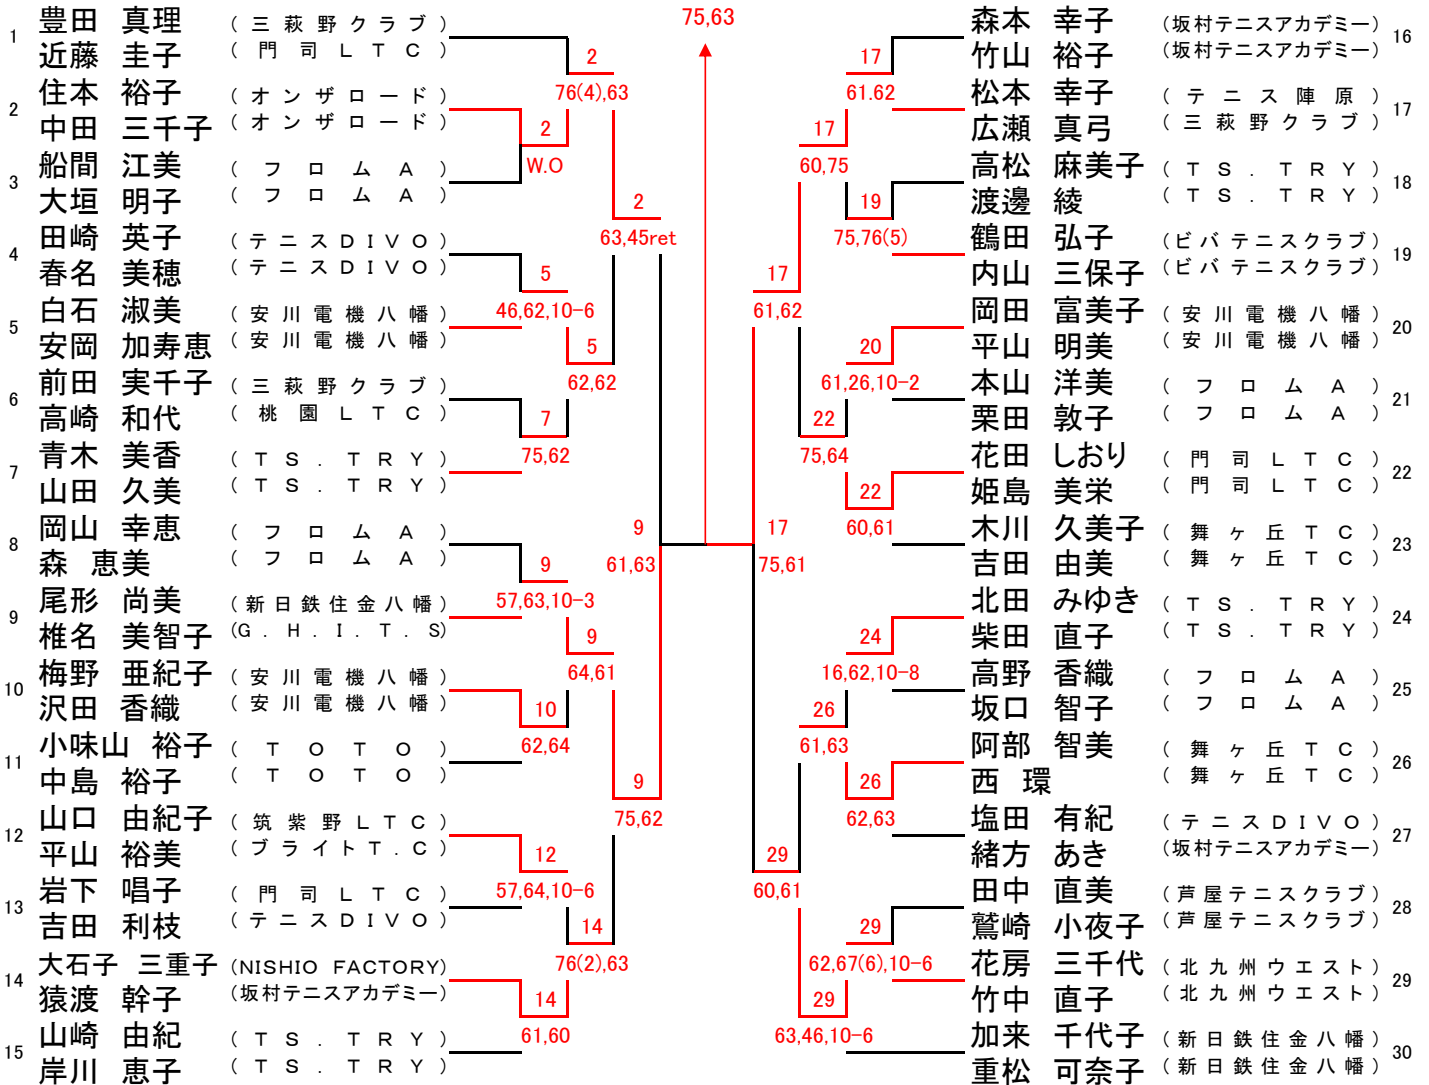 75,63
1
豊田 真理 (三萩野クラブ)
近藤 圭子 (門司LTC)
2
住本 裕子 (オンザロード)
中田 三千子 (オンザロード)
3
船間 江美 (フロムA)
大垣 明子 (フロムA)
4
田崎 英子 (テニスDIVO)
春名 美穂 (テニスDIVO)
5
白石 淑美 (安川電機八幡)
安岡 加寿恵 (安川電機八幡)
6
前田 実千子 (三萩野クラブ)
高崎 和代 (桃園LTC)
7
青木 美香 (TS.TRY)
山田 久美 (TS.TRY)
8
岡山 幸恵 (フロムA)
森 恵美 (フロムA)
9
尾形 尚美 (新日鉄住金八幡)
椎名 美智子 (G.H.I.T.S)
10
梅野 亜紀子 (安川電機八幡)
沢田 香織 (安川電機八幡)
11
小味山 裕子 (TOTO)
中島 裕子 (TOTO)
12
山口 由紀子 (筑紫野LTC)
平山 裕美 (ブライトT.C)
13
岩下 唱子 (門司LTC)
吉田 利枝 (テニスDIVO)
14
大石子 三重子 (NISHIO FACTORY)
猿渡 幹子 (坂村テニスアカデミー)
15
山崎 由紀 (TS.TRY)
岸川 恵子 (TS.TRY)
2
76(4),63
2
W.O
2
63,45ret
5
46,62,10-6
5
62,62
7
75,62
9
61,63
9
57,63,10-3
9
64,61
10
62,64
9
75,62
12
57,64,10-6
14
76(2),63
14
61,60
17
61.62
17
60,75
19
75,76(5)
17
61,62
20
61,26,10-2
22
75,64
22
60,61
17
75,61
24
16,62,10-8
26
61,63
26
62,63
29
60,61
29
62,67(6),10-6
29
63,46,10-6
森本 幸子 (坂村テニスアカデミー)
竹山 裕子 (坂村テニスアカデミー)
16
松本 幸子 (テニス陣原)
広瀬 真弓 (三萩野クラブ)
17
高松 麻美子 (TS.TRY)
渡邊 綾 (TS.TRY)
18
鶴田 弘子 (ビバテニスクラブ)
内山 三保子 (ビバテニスクラブ)
19
岡田 富美子 (安川電機八幡)
平山 明美 (安川電機八幡)
20
本山 洋美 (フロムA)
栗田 敦子 (フロムA)
21
花田 しおり (門司LTC)
姫島 美栄 (門司LTC)
22
木川 久美子 (舞ヶ丘TC)
吉田 由美 (舞ヶ丘TC)
23
北田 みゆき (TS.TRY)
柴田 直子 (TS.TRY)
24
高野 香織 (フロムA)
坂口 智子 (フロムA)
25
阿部 智美 (舞ヶ丘TC)
西 環 (舞ヶ丘TC)
26
塩田 有紀 (テニスDIVO)
緒方 あき (坂村テニスアカデミー)
27
田中 直美 (芦屋テニスクラブ)
鷲崎 小夜子 (芦屋テニスクラブ)
28
花房 三千代 (北九州ウエスト)
竹中 直子 (北九州ウエスト)
29
加来 千代子 (新日鉄住金八幡)
重松 可奈子 (新日鉄住金八幡)
30